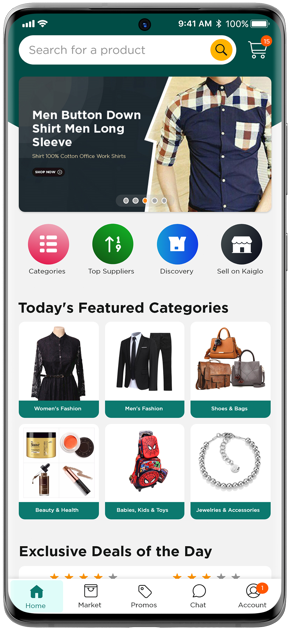 9:41 AM 100%
Search for a product
15
Men Button Down
Shirt Men Long
Sleeve
Shirt 100% Cotton Office Work Shirts
SHOP NOW
Categories
Top Suppliers
1
9
Discovery
Sell on Kaiglo
Today's Featured Categories
Women's Fashion
Men's Fashion
Shoes & Bags
Beauty & Health
Babies, Kids & Toys
Jewelries & Accessories
Exclusive Deals of the Day
Home
Market
Promos
Chat
1
Account